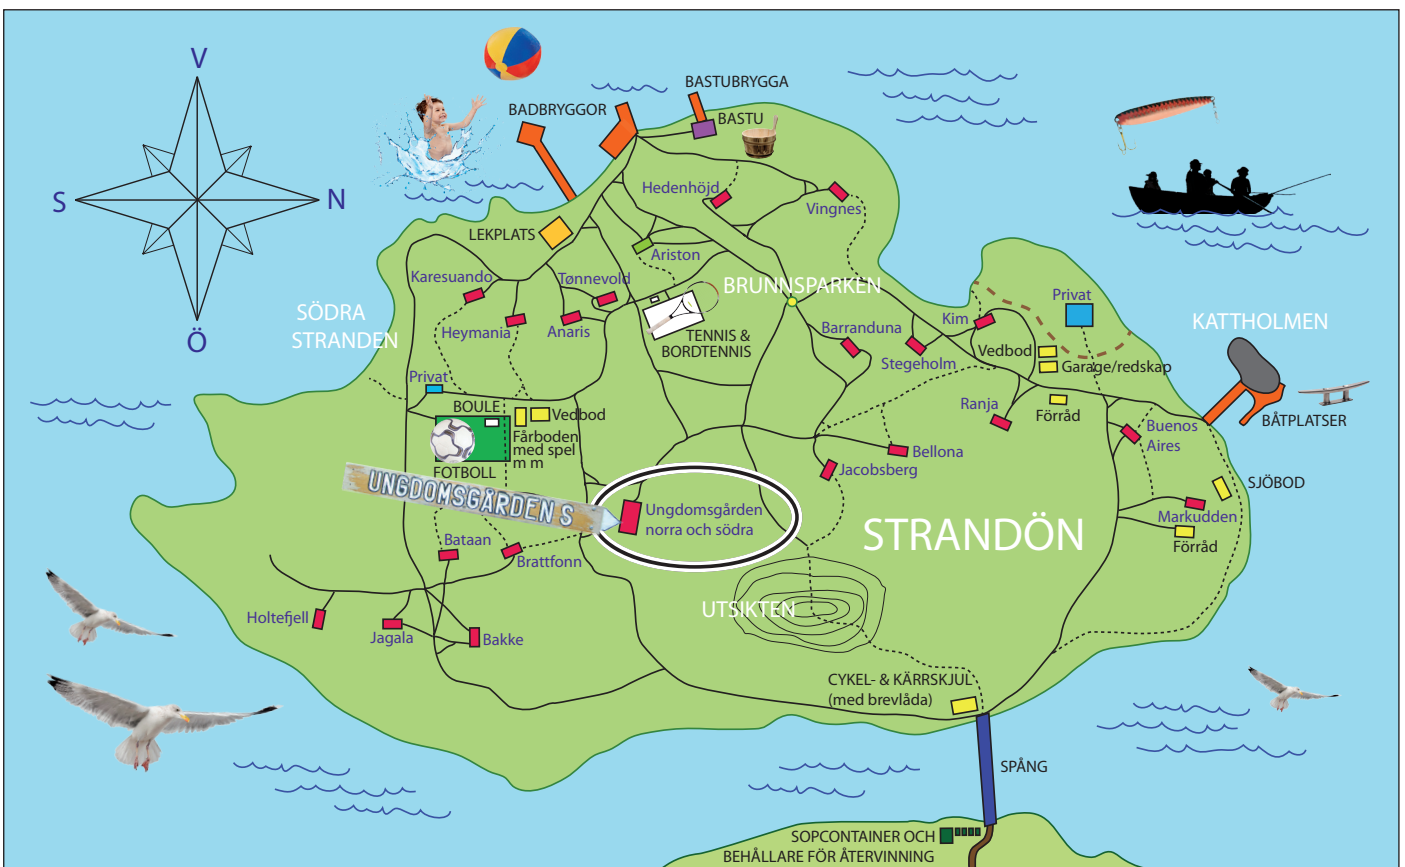 V
S
N
Ö
BADBRYGGOR
BASTUBRYGGA
BASTU
Hedenhöjd
Vingnes
LEKPLATS
Ariston
Karesuando
Tønnevold
BRUNNSPARKEN
Privat
SÖDRA
STRANDEN
Heymania
Anaris
TENNIS &
BORDTENNIS
Barranduna
Kim
Stegeholm
Vedbod
Garage/redskap
KATTHOLMEN
Privat
BOULE
Vedbod
Fårboden
med spel
m m
FOTBOLL
Ranja
Förråd
BÅTPLATSER
Buenos
Aires
Bellona
Jacobsberg
UNGDOMSGÅRDEN S
Ungdomsgården
norra och södra
STRANDÖN
SJÖBOD
Markudden
Förråd
Bataan
Brattfonn
Holtefjell
Jagala
Bakke
UTSIKTEN
CYKEL- & KÄRRSKJUL
(med brevlåda)
SPÅNG
SOPCONTAINER OCH
BEHÅLLARE FÖR ÅTERVINNING